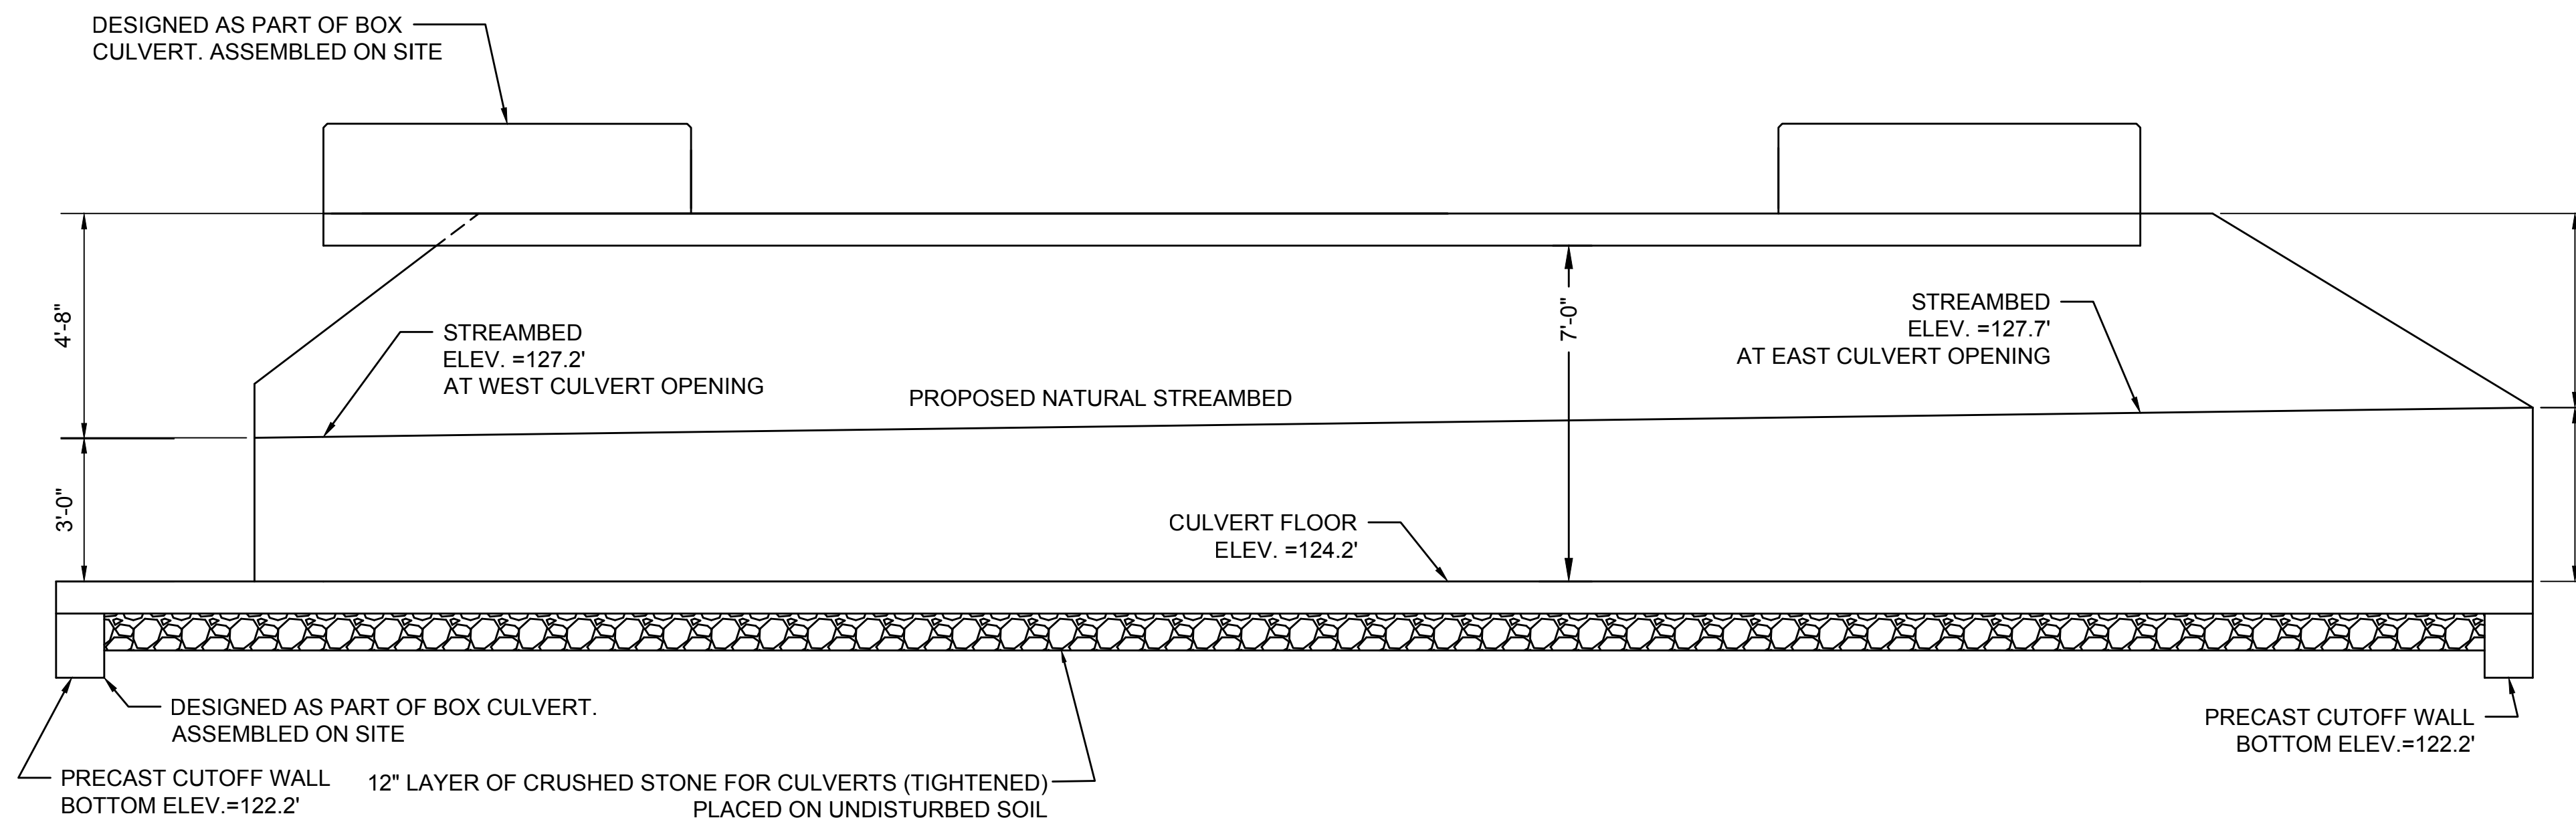 DESIGNED AS PART OF BOX
CULVERT. ASSEMBLED ON SITE
4'-8"
3'-0"
STREAMBED
ELEV. =127.2'
AT WEST CULVERT OPENING
PROPOSED NATURAL STREAMBED
7'-0"
STREAMBED
ELEV. =127.7'
AT EAST CULVERT OPENING
CULVERT FLOOR
ELEV. =124.2'
DESIGNED AS PART OF BOX CULVERT.
ASSEMBLED ON SITE
PRECAST CUTOFF WALL
BOTTOM ELEV.=122.2'
12" LAYER OF CRUSHED STONE FOR CULVERTS (TIGHTENED)
PLACED ON UNDISTURBED SOIL
PRECAST CUTOFF WALL
BOTTOM ELEV.=122.2'